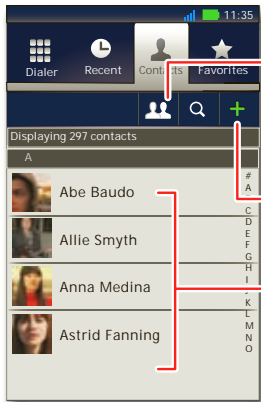 11:35
Dialer Recent Contacts Favorites
Displaying 297 contacts
A
Abe Baudo
Allie Smyth
Anna Medina
Astrid Fanning
#
A
C
D
E
F
G
H
I
J
K
L
M
N
O